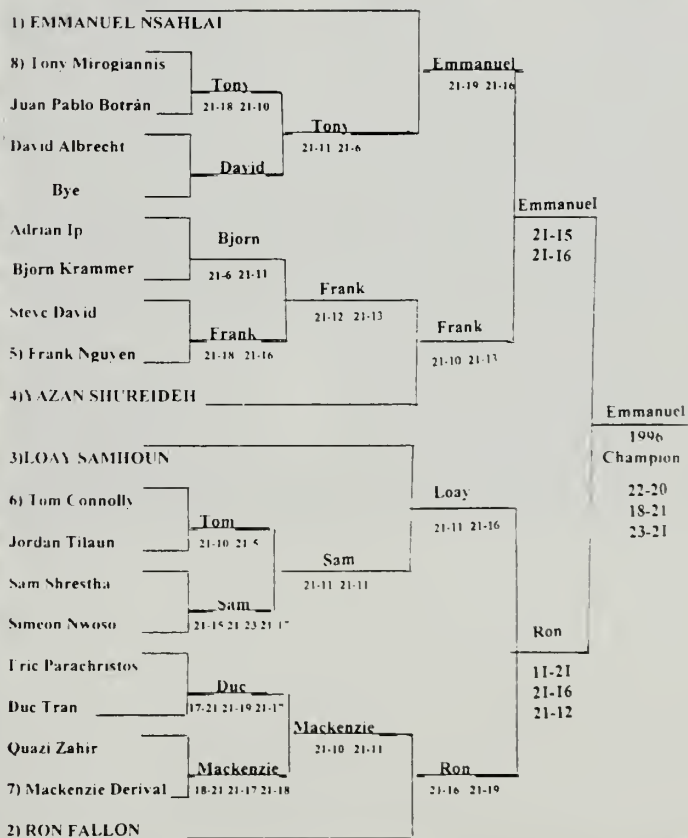 1) EMMANUEL NSAHLAI
8) Tony Mirogiannis
Juan Pablo Botrán
David Albrecht
Bye
Adrian Ip
Bjorn Krammer
Steve David
5) Frank Nguyen
4)YAZAN SHUREIDEH
3)LOAY SAMHOUN
6) Tom Connolly
Jordan Tilaun
Sam Shrestha
Simeon Nwoso
Eric Parachristos
Duc Tran
Quazi Zahir
7) Mackenzie Derival
2) RON FALLON
Tony
21-18 21-10
David
Bjorn
21-6 21-11
Frank
21-18 21-16
Tom
21-10 21-5
Sam
21-15 21-23 21-17
Duc
17-21 21-19 21-17
Mackenzie
18-21 21-17 21-18
Tony
21-11 21-6
Frank
21-12 21-13
Sam
21-11 21-11
Mackenzie
21-10 21-11
Emmanuel
21-19 21-16
Frank
21-10 21-13
Loay
21-11 21-16
Ron
21-16 21-19
Emmanuel
21-15
21-16
Ron
11-21
21-16
21-12
Emmanuel
1996
Champion
22-20
18-21
23-21